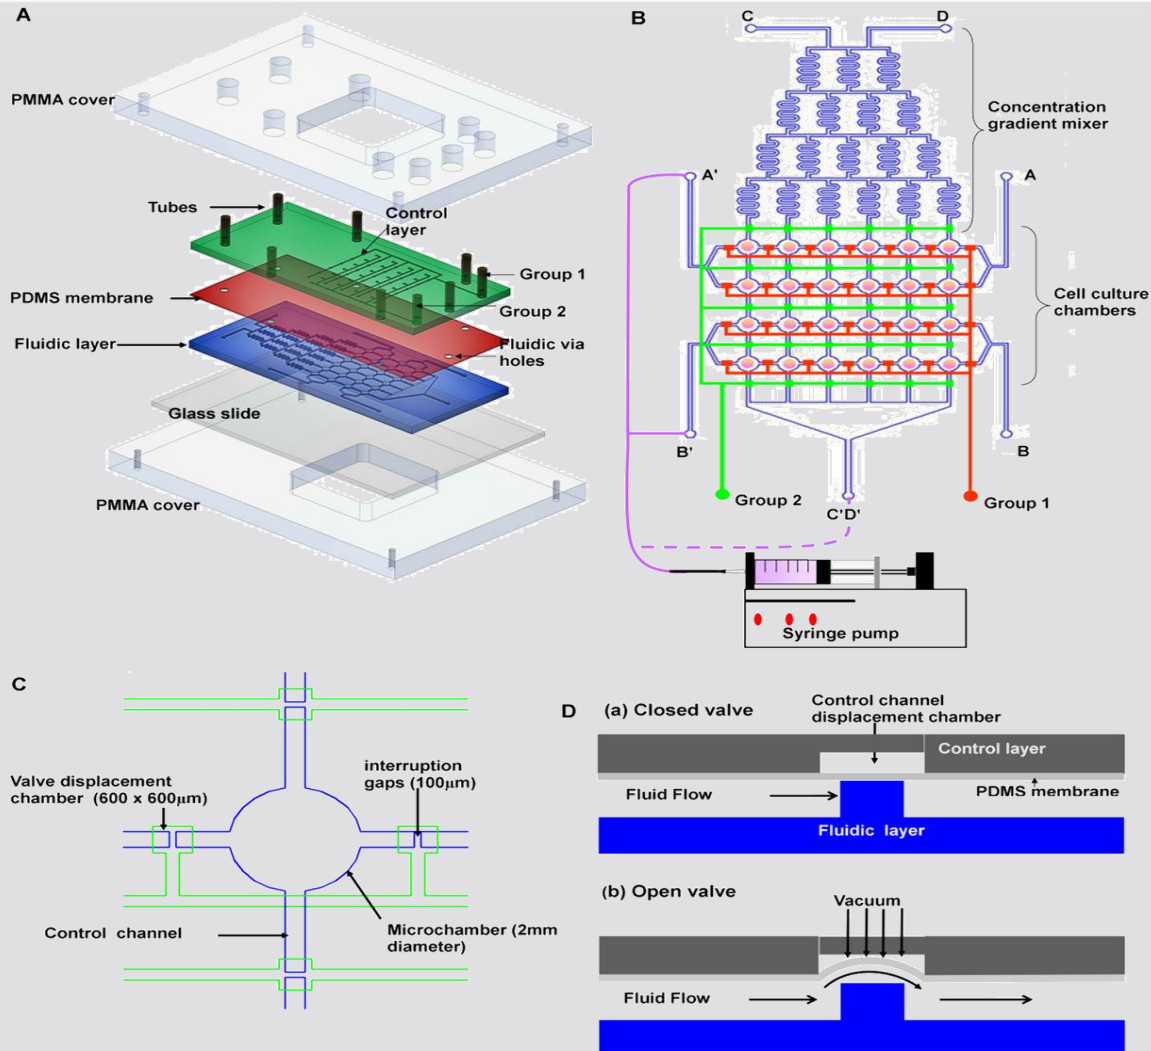 A
PMMA cover
Tubes
Control
layer
Group 1
PDMS membrane
Group 2
Fluidic layer
Fluidic via
holes
Glass slide
PMMA cover
B
C
D
Concentration
gradient mixer
A'
A
Cell culture
chambers
B'
B
Group 2
C'D'
Group 1
Syringe pump
C
Valve displacement
chamber (600 x 600μm)
interruption
gaps (100μm)
Control channel
Microchamber (2mm
diameter)
D
(a) Closed valve
Control channel
displacement chamber
Control layer
Fluid Flow
PDMS membrane
Fluidic layer
(b) Open valve
Vacuum
Fluid Flow